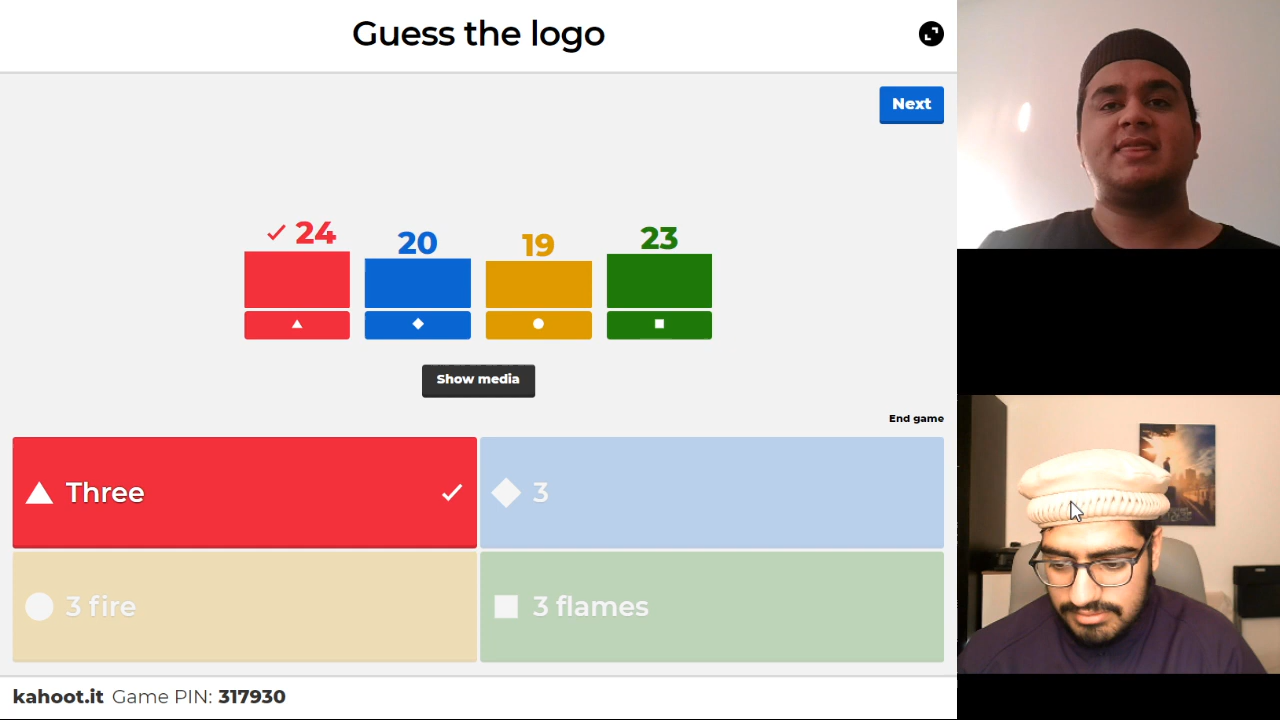 Guess the logo
Next
24
20
19
23
Show media
End game
Three
3
3 fire
3 flames
kahoot.it Game PIN: 317930